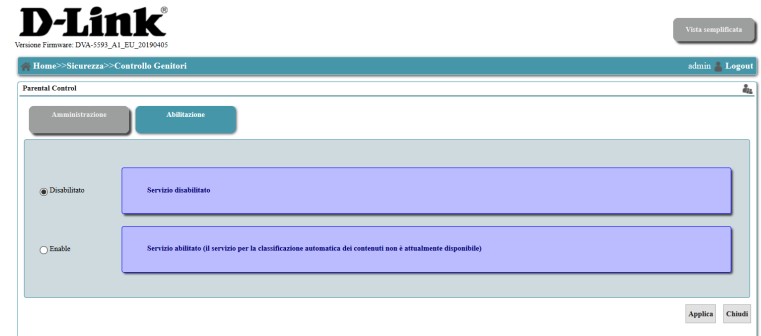 D-Link®
Vista semplificata
Versione Firmware: DVA-5593_A1_EU_20190405
Home>>Sicurezza>>Controllo Genitori
admin
Logout
Parental Control
Amministrazione
Abilitazione
Disabilitato
Servizio disabilitato
Enable
Servizio abilitato (il servizio per la classificazione automatica dei contenuti non è attualmente disponibile)
Applica
Chiudi